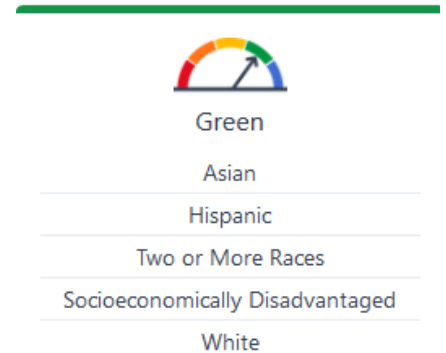 Green
Asian
Hispanic
Two or More Races
Socioeconomically Disadvantaged
White